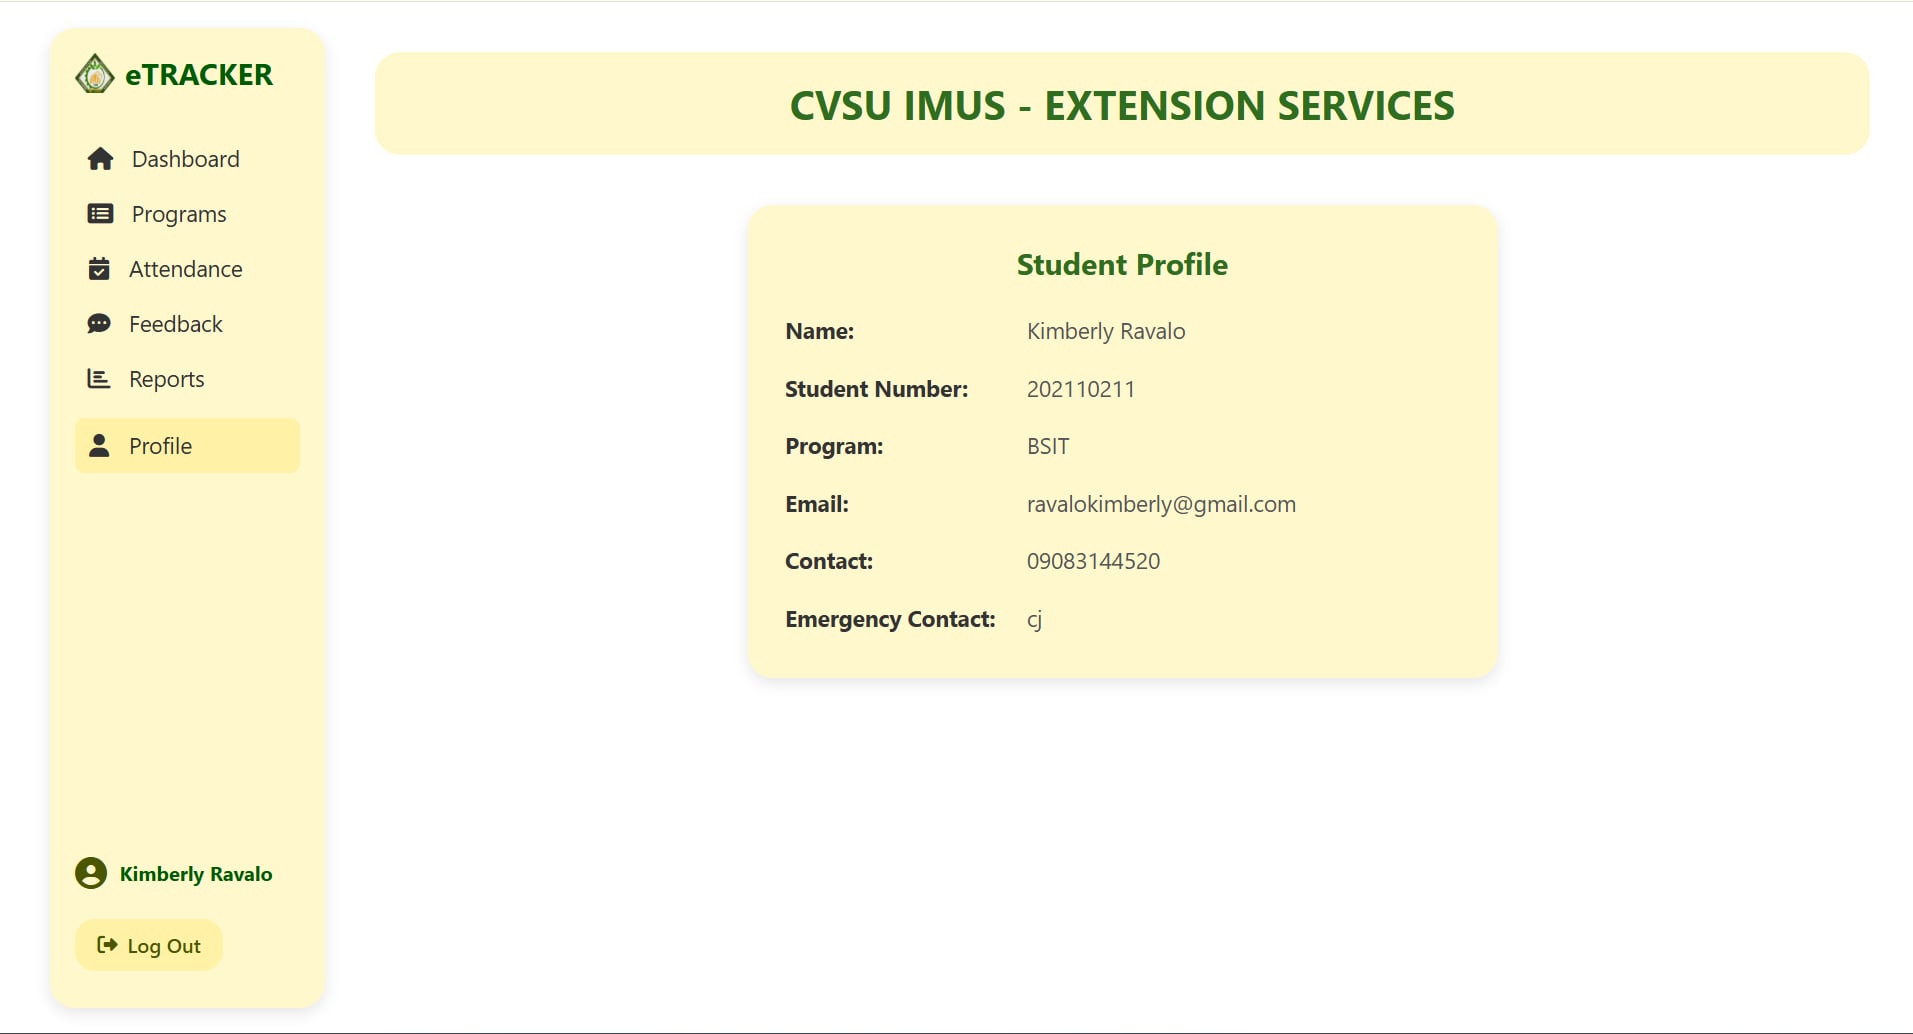 eTRACKER
Dashboard
Programs
Attendance
Feedback
Reports
Profile
Kimberly Ravalo
Log Out
CVSU IMUS - EXTENSION SERVICES
Student Profile
Name: Kimberly Ravalo
Student Number: 202110211
Program: BSIT
Email: ravalokimberly@gmail.com
Contact: 09083144520
Emergency Contact: cj